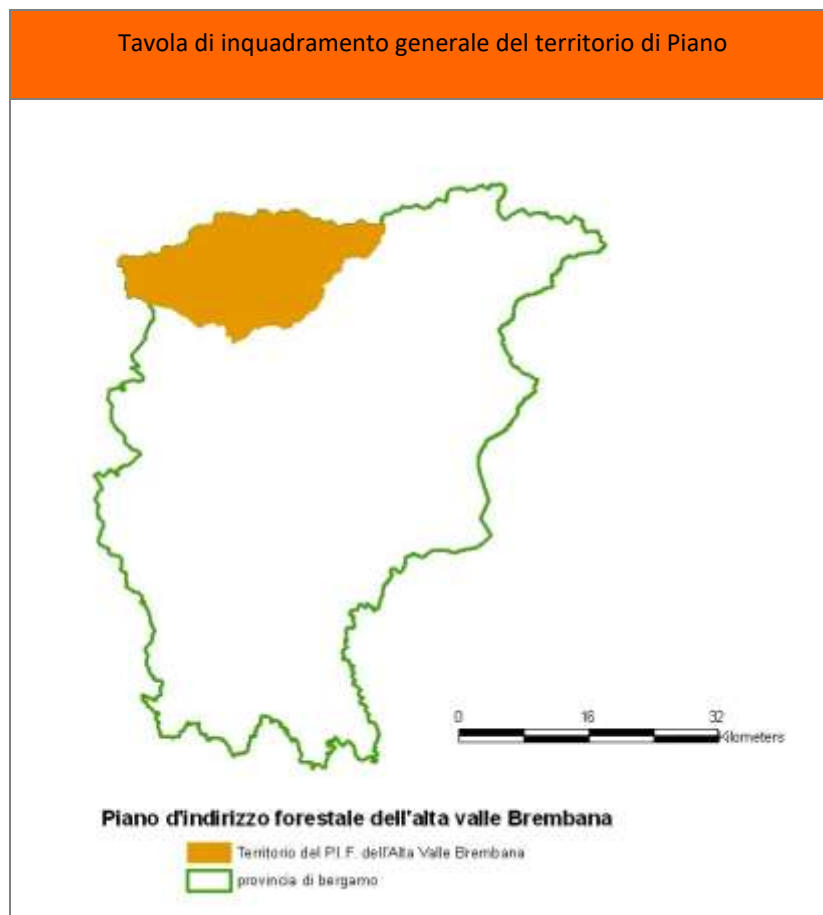 Tavola di inquadramento generale del territorio di Piano
0 16 32
Kilometers
Piano d'indirizzo forestale dell'alta valle Brembana
Territorio del P.I.F. dell'Alta Valle Brembana
provincia di bergamo